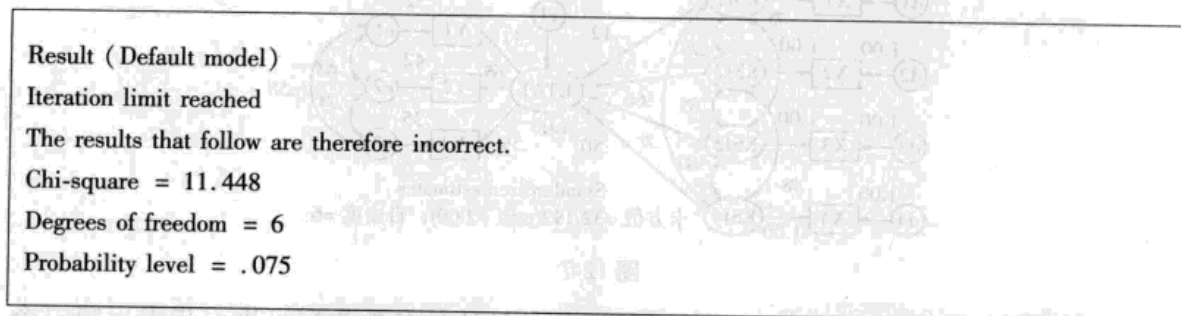 Result (Default model)
Iteration limit reached
The results that follow are therefore incorrect.
Chi-square = 11.448
Degrees of freedom = 6
Probability level = .075